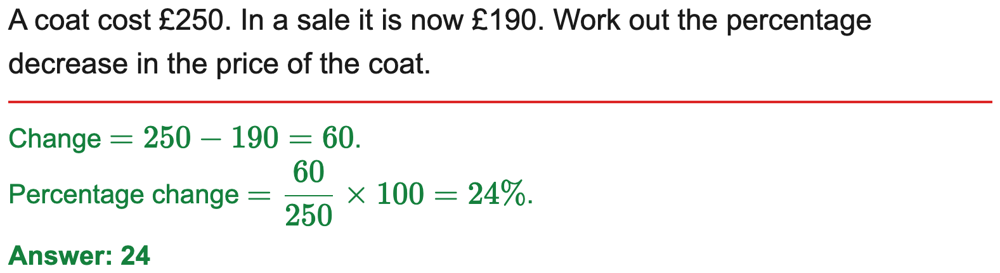 A coat cost £250. In a sale it is now £190. Work out the percentage
decrease in the price of the coat.
Change = 250 − 190 = 60.
Percentage change = 60/250 × 100 = 24%.
Answer: 24